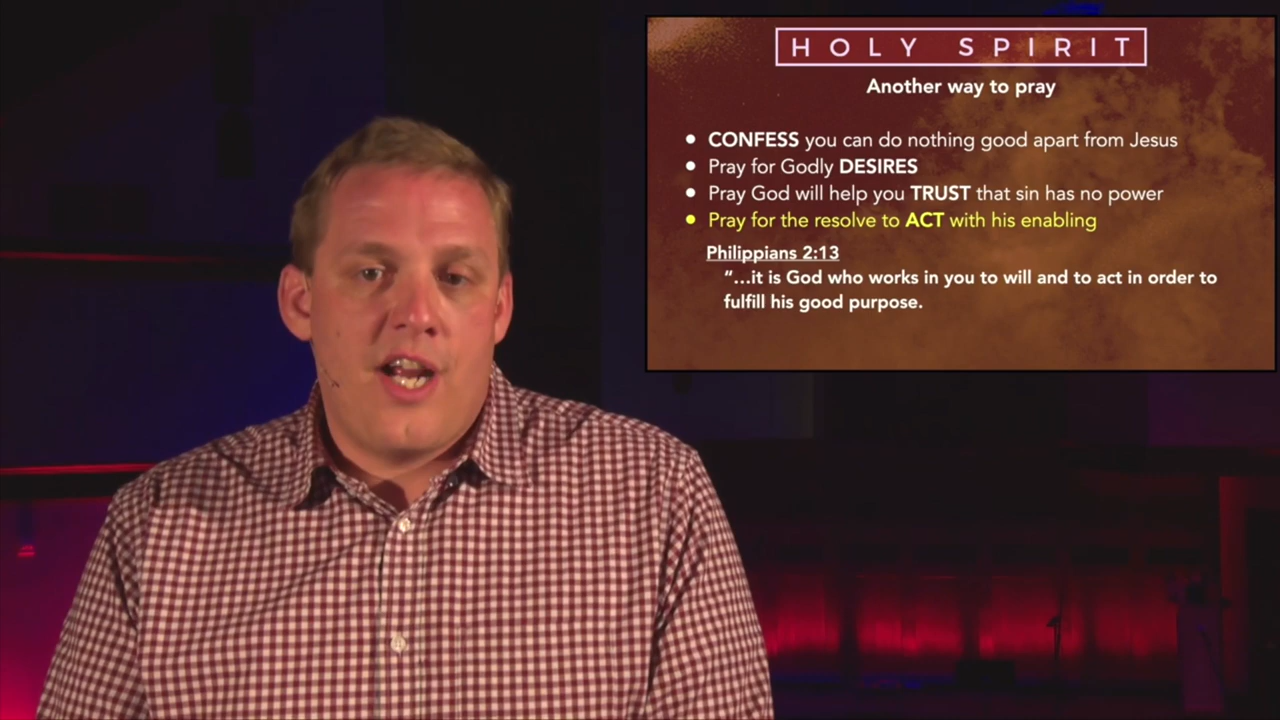 HOLY SPIRIT
Another way to pray
• CONFESS you can do nothing good apart from Jesus
• Pray for Godly DESIRES
• Pray God will help you TRUST that sin has no power
• Pray for the resolve to ACT with his enabling
Philippians 2:13
“...it is God who works in you to will and to act in order to
fulfill his good purpose.